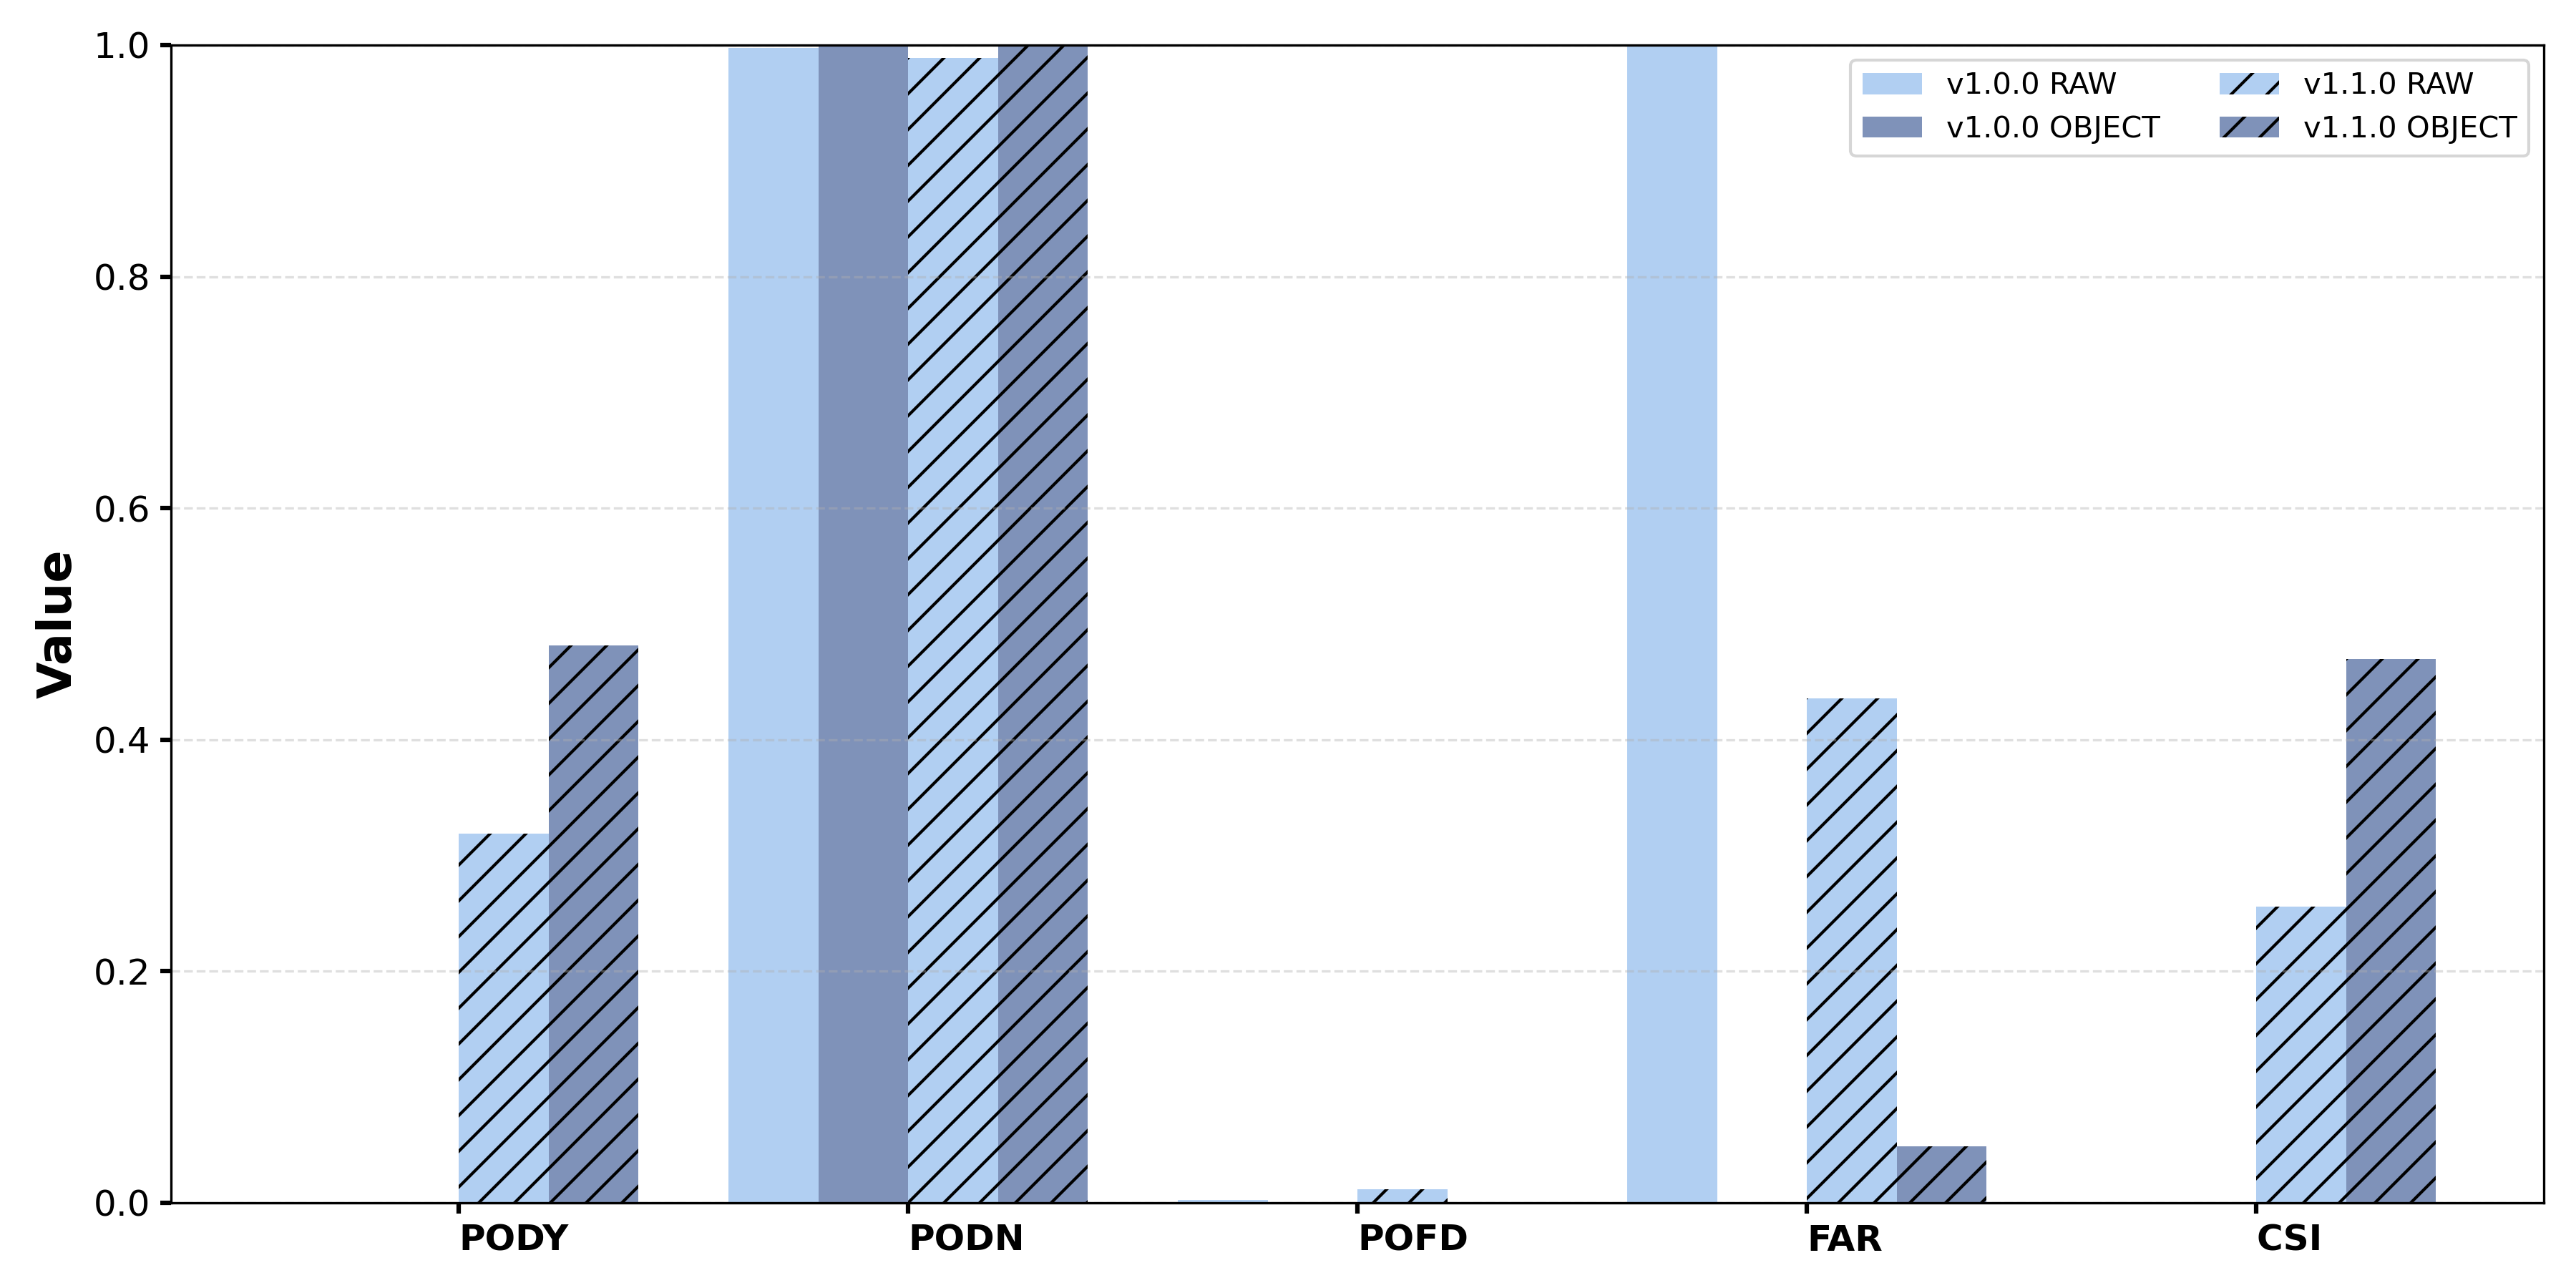 1.0
0.8
0.6
0.4
0.2
0.0
Value
v1.0.0 RAW
v1.0.0 OBJECT
v1.1.0 RAW
v1.1.0 OBJECT
PODY PODN POFD FAR CSI